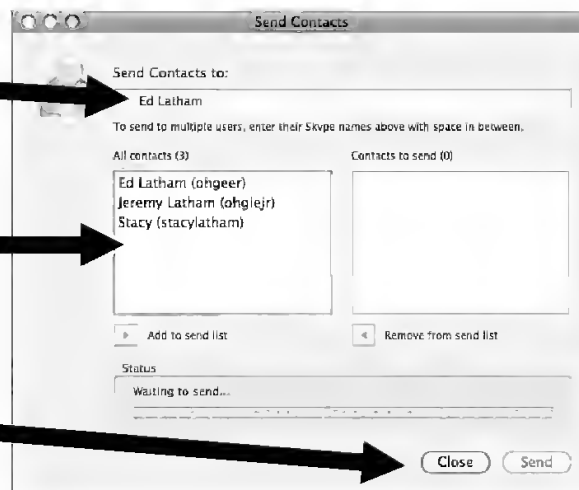 Send Contacts
Send Contacts to:
Ed Latham
To send to multiple users, enter their Skype names above with space in between.
All contacts (3)
Contacts to send (0)
Ed Latham (ohgeer)
Jeremy Latham (ohglejr)
Stacy (stacylatham)
Add to send list
Remove from send list
Status
Waiting to send...
Close
Send